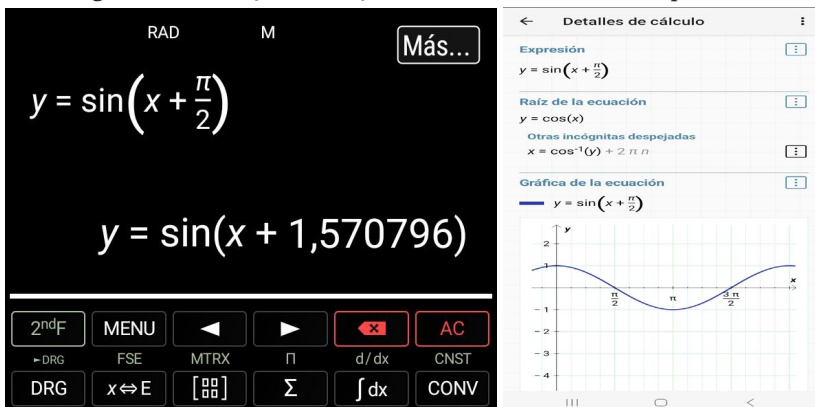 RAD M
Más...
y = sin(x + π/2)
y = sin(x + 1,570796)
2ndF MENU ◄ ► ⌫ AC
►DRG FSE MTRX Π d/dx CNST
DRG x⇔E [ ] Σ ∫dx CONV
← Detalles de cálculo ⋮
Expresión
y = sin(x + π/2)
Raíz de la ecuación
y = cos(x)
Otras incógnitas despejadas
x = cos⁻¹(y) + 2 π n
Gráfica de la ecuación
y = sin(x + π/2)
y
2
1
x
π/2 π 3 π/2
-1
-2
-3
-4